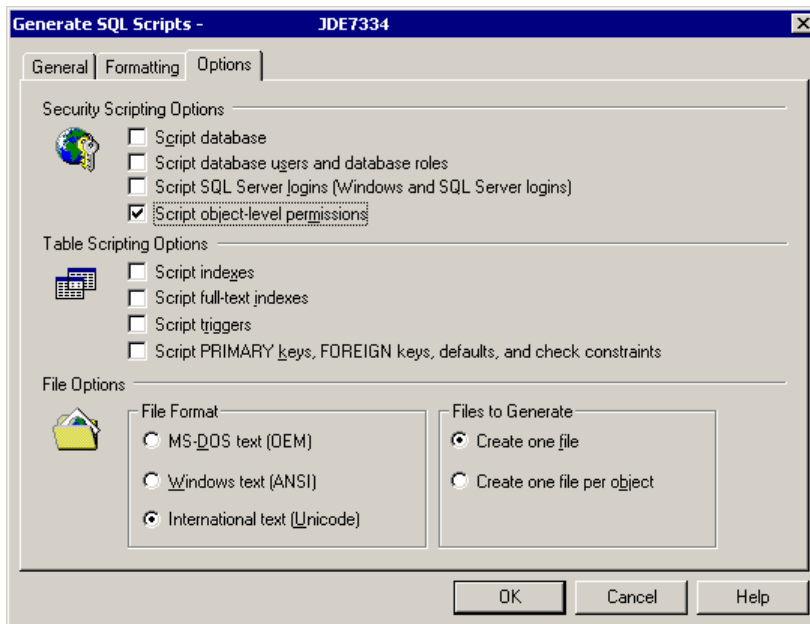 Generate SQL Scripts - JDE7334
General Formatting Options
Security Scripting Options
Script database
Script database users and database roles
Script SQL Server logins (Windows and SQL Server logins)
Script object-level permissions
Table Scripting Options
Script indexes
Script full-text indexes
Script triggers
Script PRIMARY keys, FOREIGN keys, defaults, and check constraints
File Options
File Format
MS-DOS text (OEM)
Windows text (ANSI)
International text (Unicode)
Files to Generate
Create one file
Create one file per object
OK Cancel Help